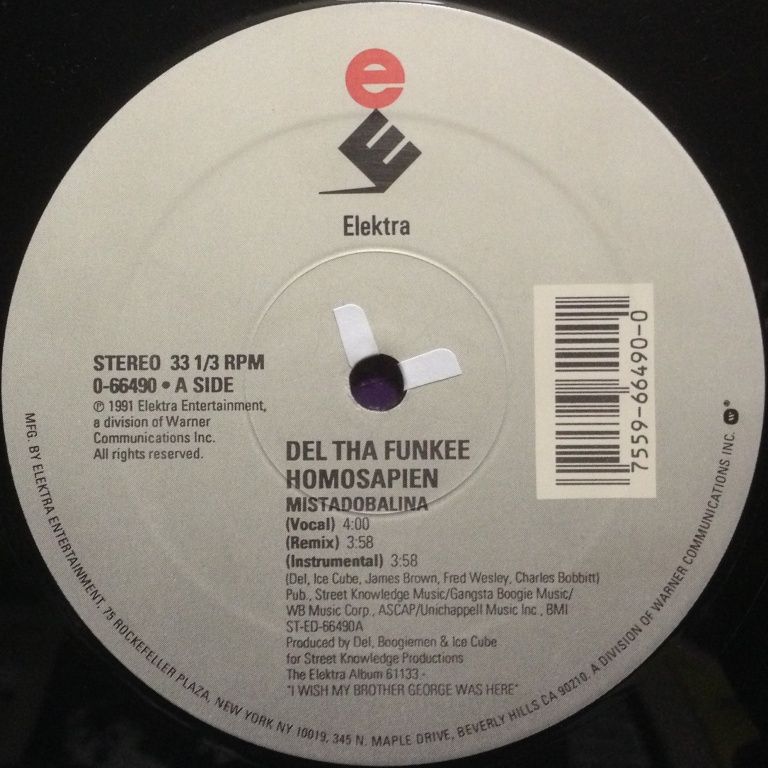 e
E
Elektra
STEREO 33 1/3 RPM
0-66490 • A SIDE
℗ 1991 Elektra Entertainment,
a division of Warner
Communications Inc.
All rights reserved.
7559-66490-0
DEL THA FUNKEE
HOMOSAPIEN
MISTADOBALINA
(Vocal) 4:00
(Remix) 3:58
(Instrumental) 3:58
(Del, Ice Cube, James Brown, Fred Wesley, Charles Bobbitt)
Pub., Street Knowledge Music/Gangsta Boogie Music/
WB Music Corp., ASCAP/Unichappell Music Inc., BMI
ST-ED-66490A
Produced by Del, Boogiemen & Ice Cube
for Street Knowledge Productions
The Elektra Album 61133 -
"I WISH MY BROTHER GEORGE WAS HERE"
MFG. BY ELEKTRA ENTERTAINMENT, 75 ROCKEFELLER PLAZA, NEW YORK NY 10019, 345 N. MAPLE DRIVE, BEVERLY HILLS CA 90210. A DIVISION OF WARNER COMMUNICATIONS INC. W ®